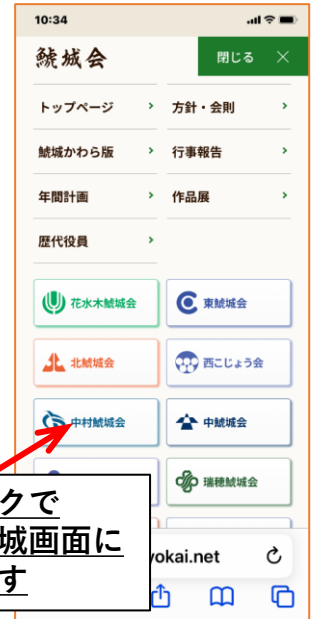 10:34
鯱城会 閉じる ×
トップページ 方針・会則
鯱城かわら版 行事報告
年間計画 作品展
歴代役員
花水木鯱城会 東鯱城会
北鯱城会 西こじょう会
中村鯱城会 中鯱城会
瑞穂鯱城会
クで
城画面に
す
yokai.net